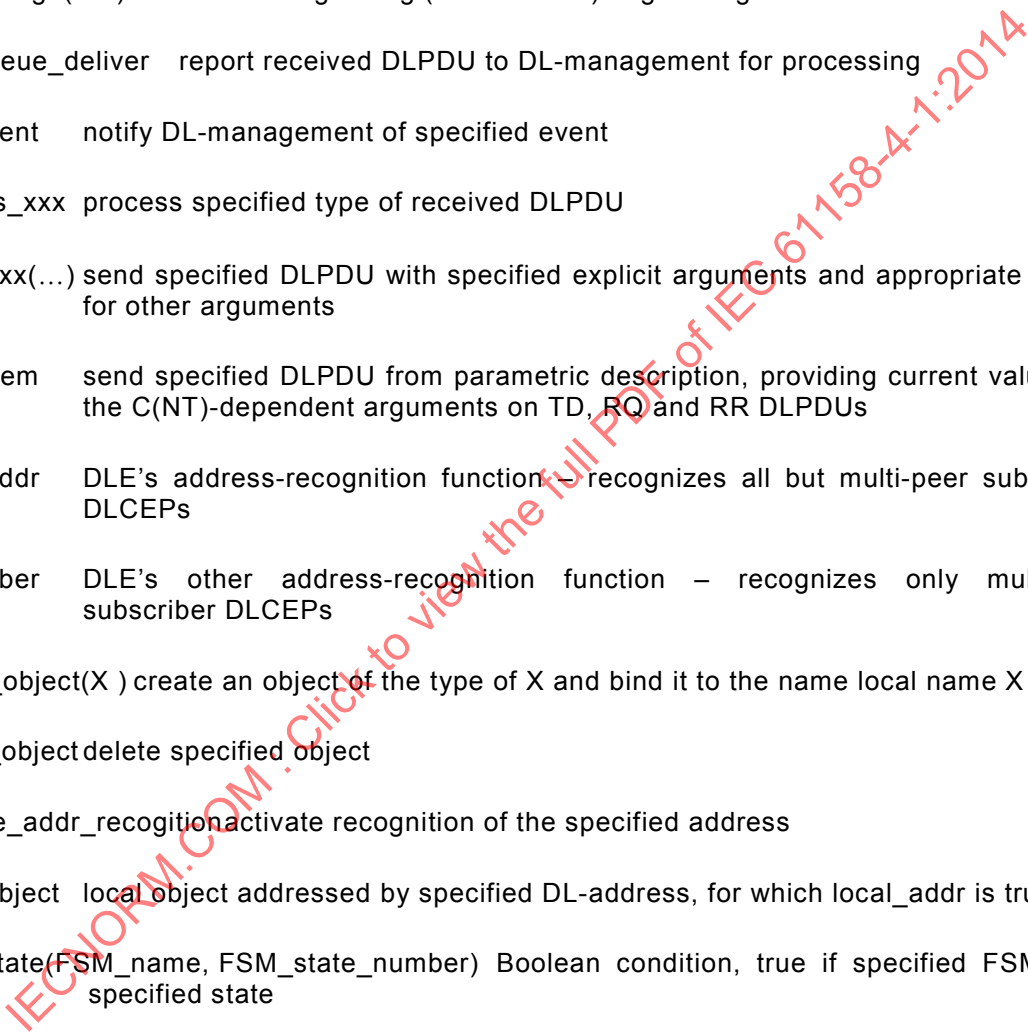 eue_deliver report received DLPDU to DL-management for processing
ent notify DL-management of specified event
s_xxx process specified type of received DLPDU
xx(…) send specified DLPDU with specified explicit arguments and appropriate
for other arguments
em send specified DLPDU from parametric description, providing current valu
the C(NT)-dependent arguments on TD, RQ and RR DLPDUs
ddr DLE’s address-recognition function – recognizes all but multi-peer sub
DLCEPs
ber DLE’s other address-recognition function – recognizes only mul
subscriber DLCEPs
_object(X ) create an object of the type of X and bind it to the name local name X
_object delete specified object
e_addr_recogition activate recognition of the specified address
bject local object addressed by specified DL-address, for which local_addr is tru
tate(FSM_name, FSM_state_number) Boolean condition, true if specified FSM
specified state
IECNORM.COM : Click to view the full PDF of IEC 61158-4-1:2014